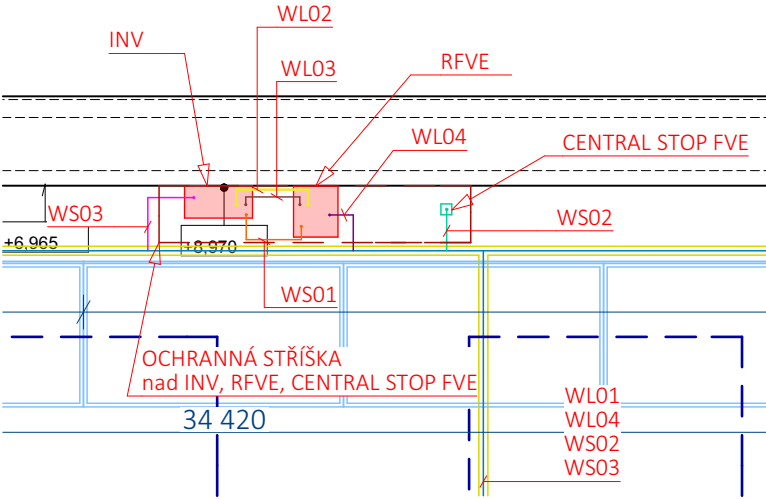 WL02
INV
WL03
RFVE
WL04
CENTRAL STOP FVE
WS03
WS02
+6,965
+8,970
WS01
OCHRANNÁ STŘÍŠKA
nad INV, RFVE, CENTRAL STOP FVE
34 420
WL01
WL04
WS02
WS03